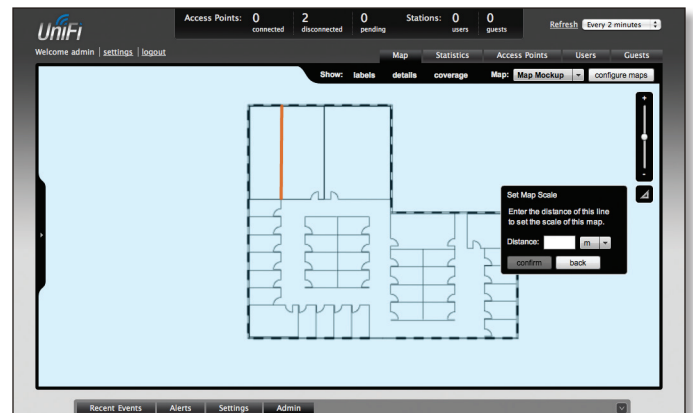 UniFi
Access Points: 0 connected 2 disconnected 0 pending Stations: 0 users 0 guests
Refresh Every 2 minutes
Welcome admin | settings | logout
Map Statistics Access Points Users Guests
Show: labels details coverage Map: Map Mockup configure maps
+
-
Set Map Scale
Enter the distance of this line
to set the scale of this map.
Distance: m
confirm back
Recent Events Alerts Settings Admin